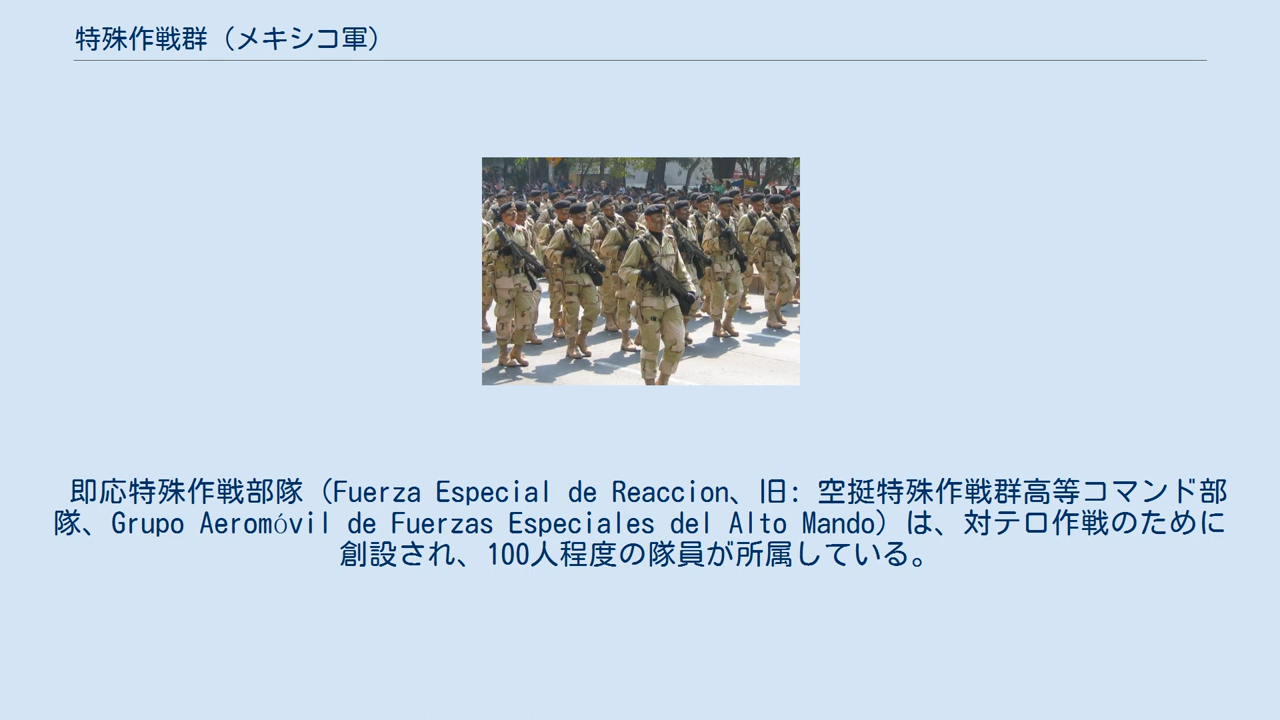 特殊作戦群（メキシコ軍）
即応特殊作戦部隊（Fuerza Especial de Reaccion、旧: 空挺特殊作戦群高等コマンド部
隊、Grupo Aeromóvil de Fuerzas Especiales del Alto Mando）は、対テロ作戦のために
創設され、100人程度の隊員が所属している。